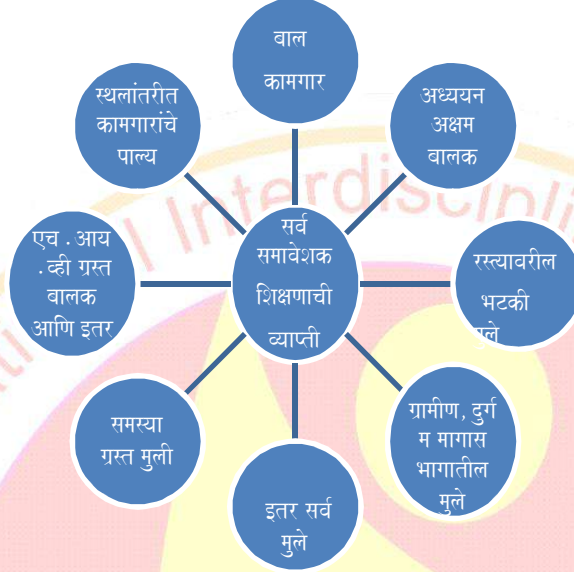 बाल
कामगार
अध्ययन
अक्षम
बालक
रस्त्यावरील
भटकी
मुले
ग्रामीण, दुर्ग
म मागास
भागातील
मुले
इतर सर्व
मुले
समस्या
ग्रस्त मुली
एच .आय
.व्ही ग्रस्त
बालक
आणि इतर
स्थलांतरीत
कामगारांचे
पाल्य
सर्व
समावेशक
शिक्षणाची
व्याप्ती